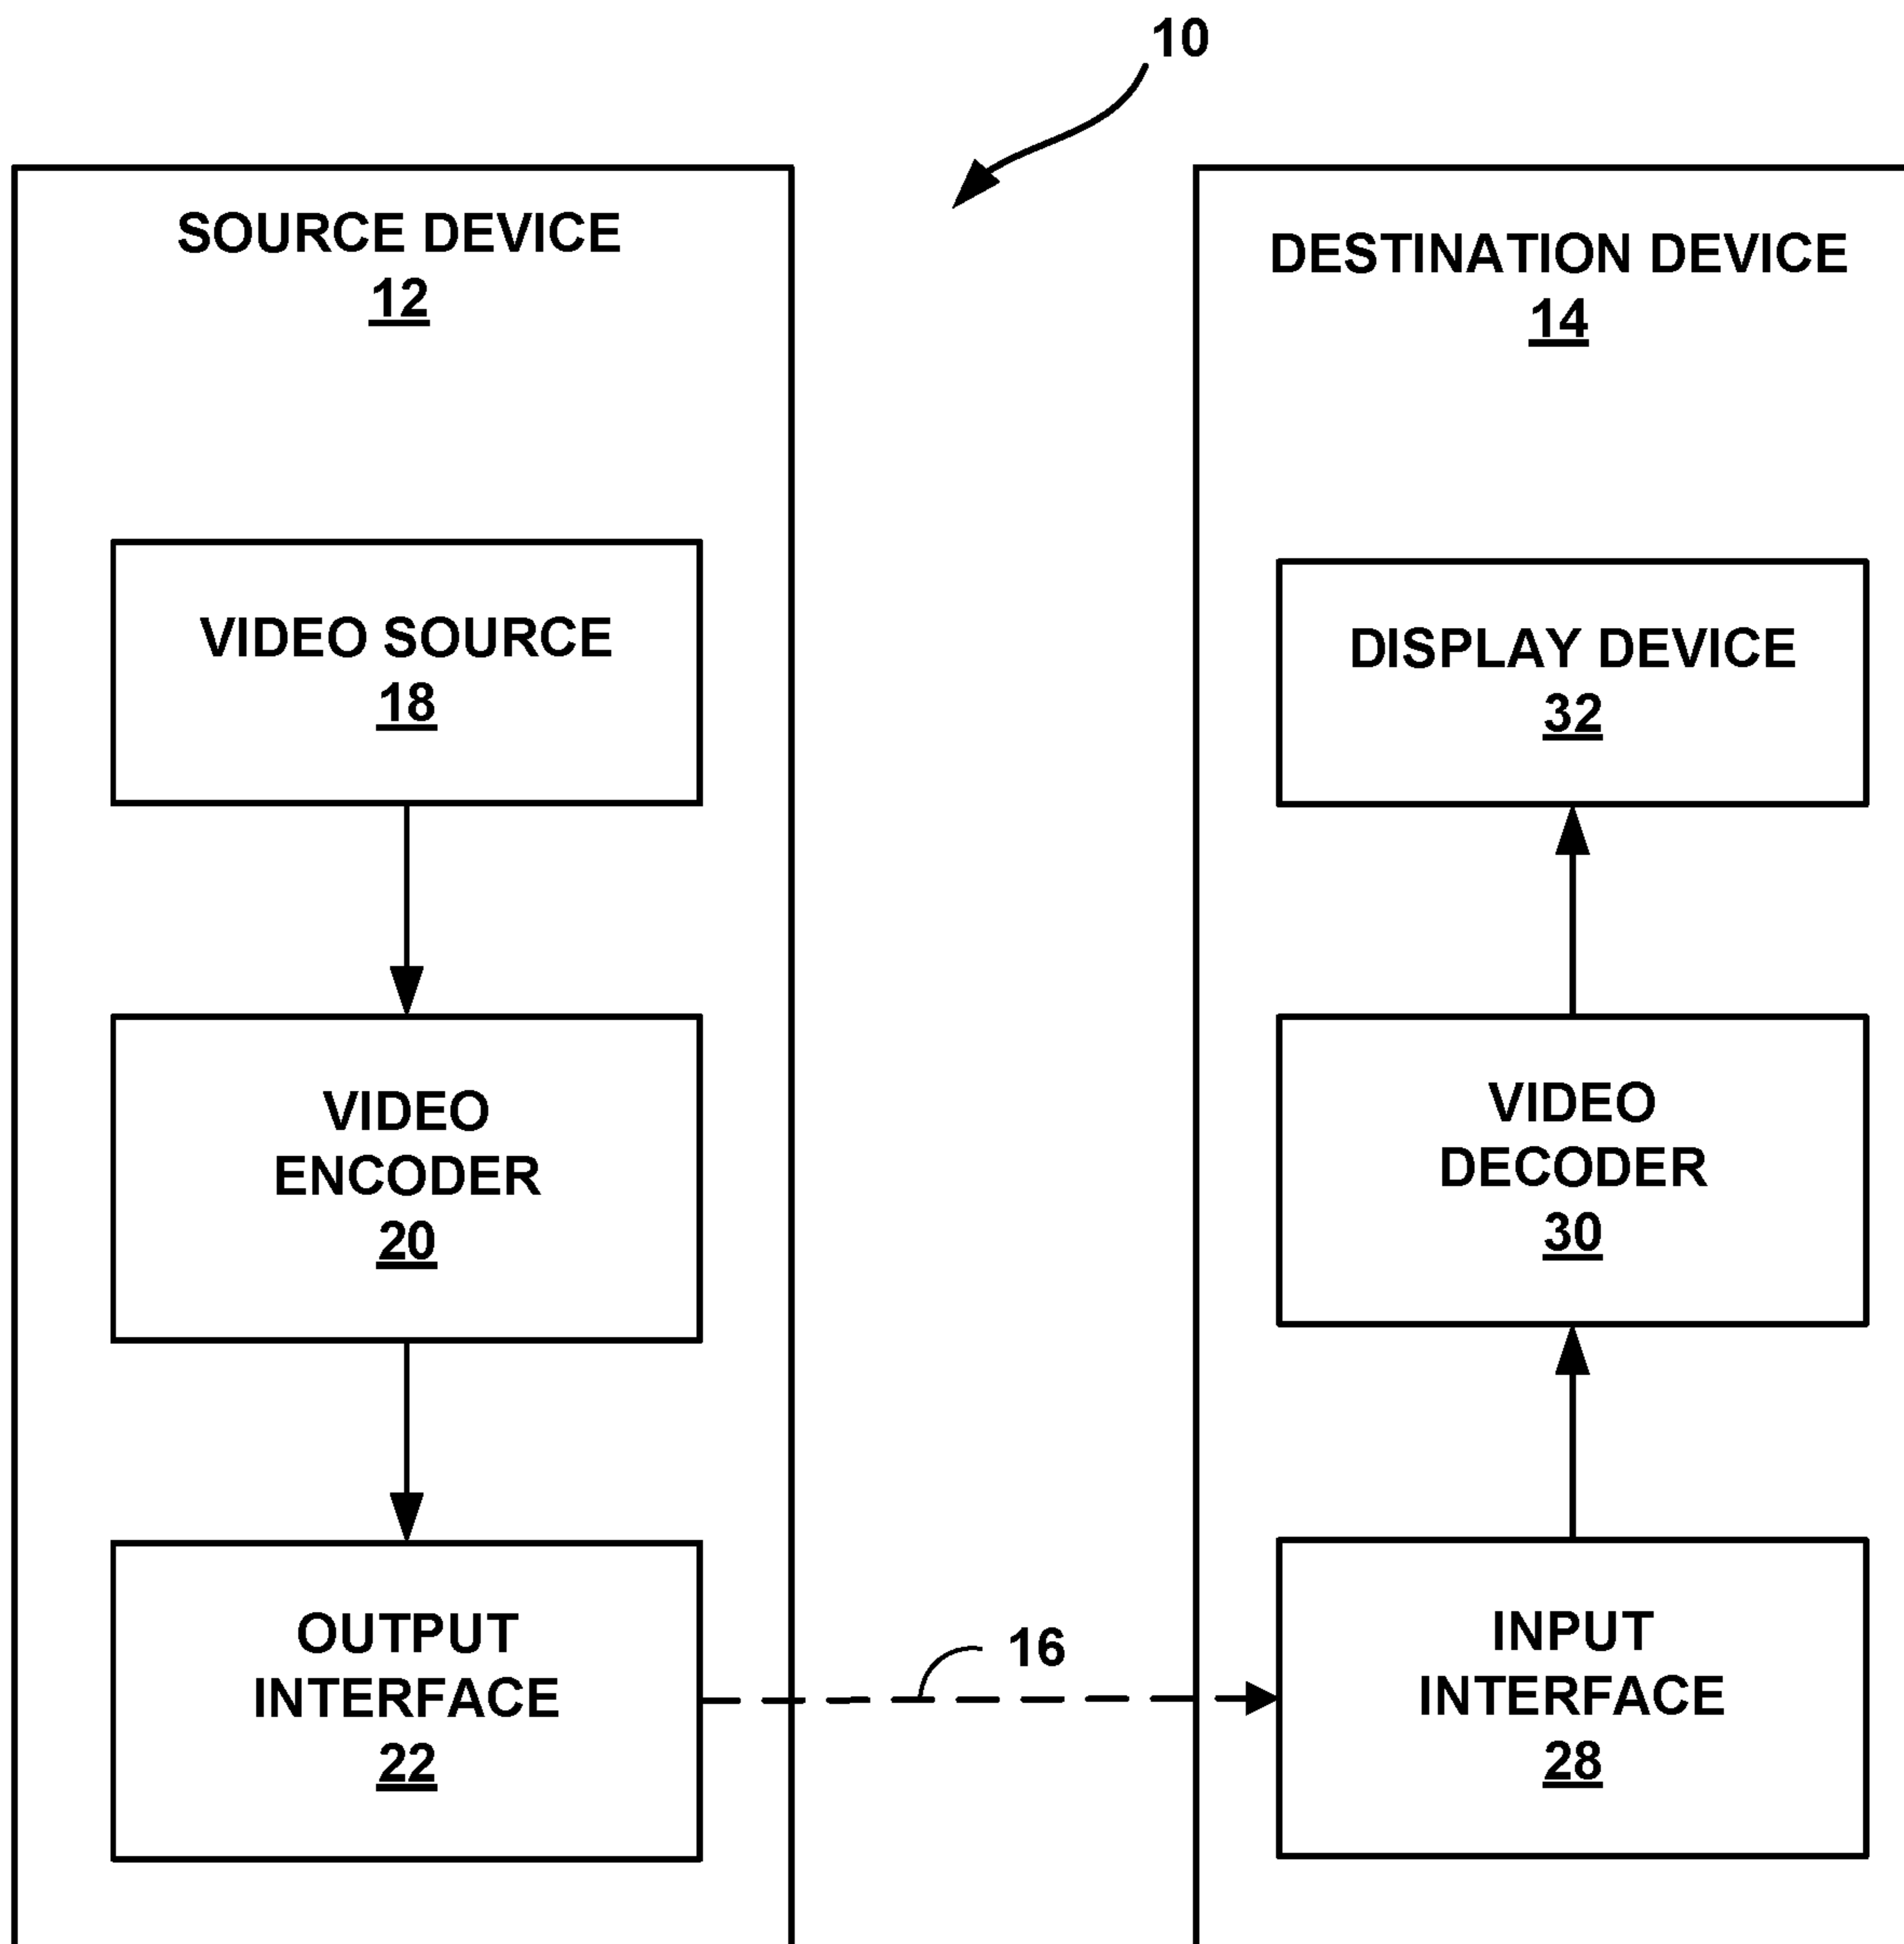 10
SOURCE DEVICE
12
VIDEO SOURCE
18
VIDEO
ENCODER
20
OUTPUT
INTERFACE
22
16
DESTINATION DEVICE
14
DISPLAY DEVICE
32
VIDEO
DECODER
30
INPUT
INTERFACE
28